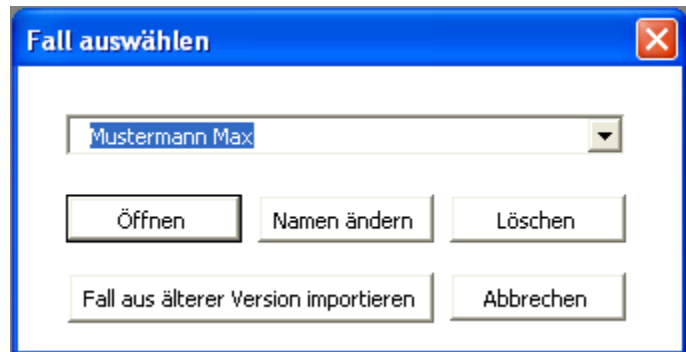 Fall auswählen
Mustermann Max
Öffnen Namen ändern Löschen
Fall aus älterer Version importieren Abbrechen